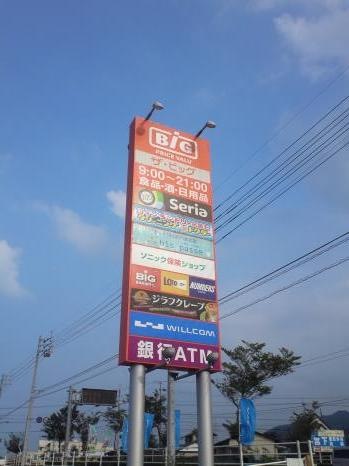 BIG
PRICE VALU
ザ・ビッグ
9:00～21:00
食品・酒・日用品
Seria
ソニック保険ショップ
BIG
LOTO
NUMBERS
ジラフクレープ
WILLCOM
銀行ATM